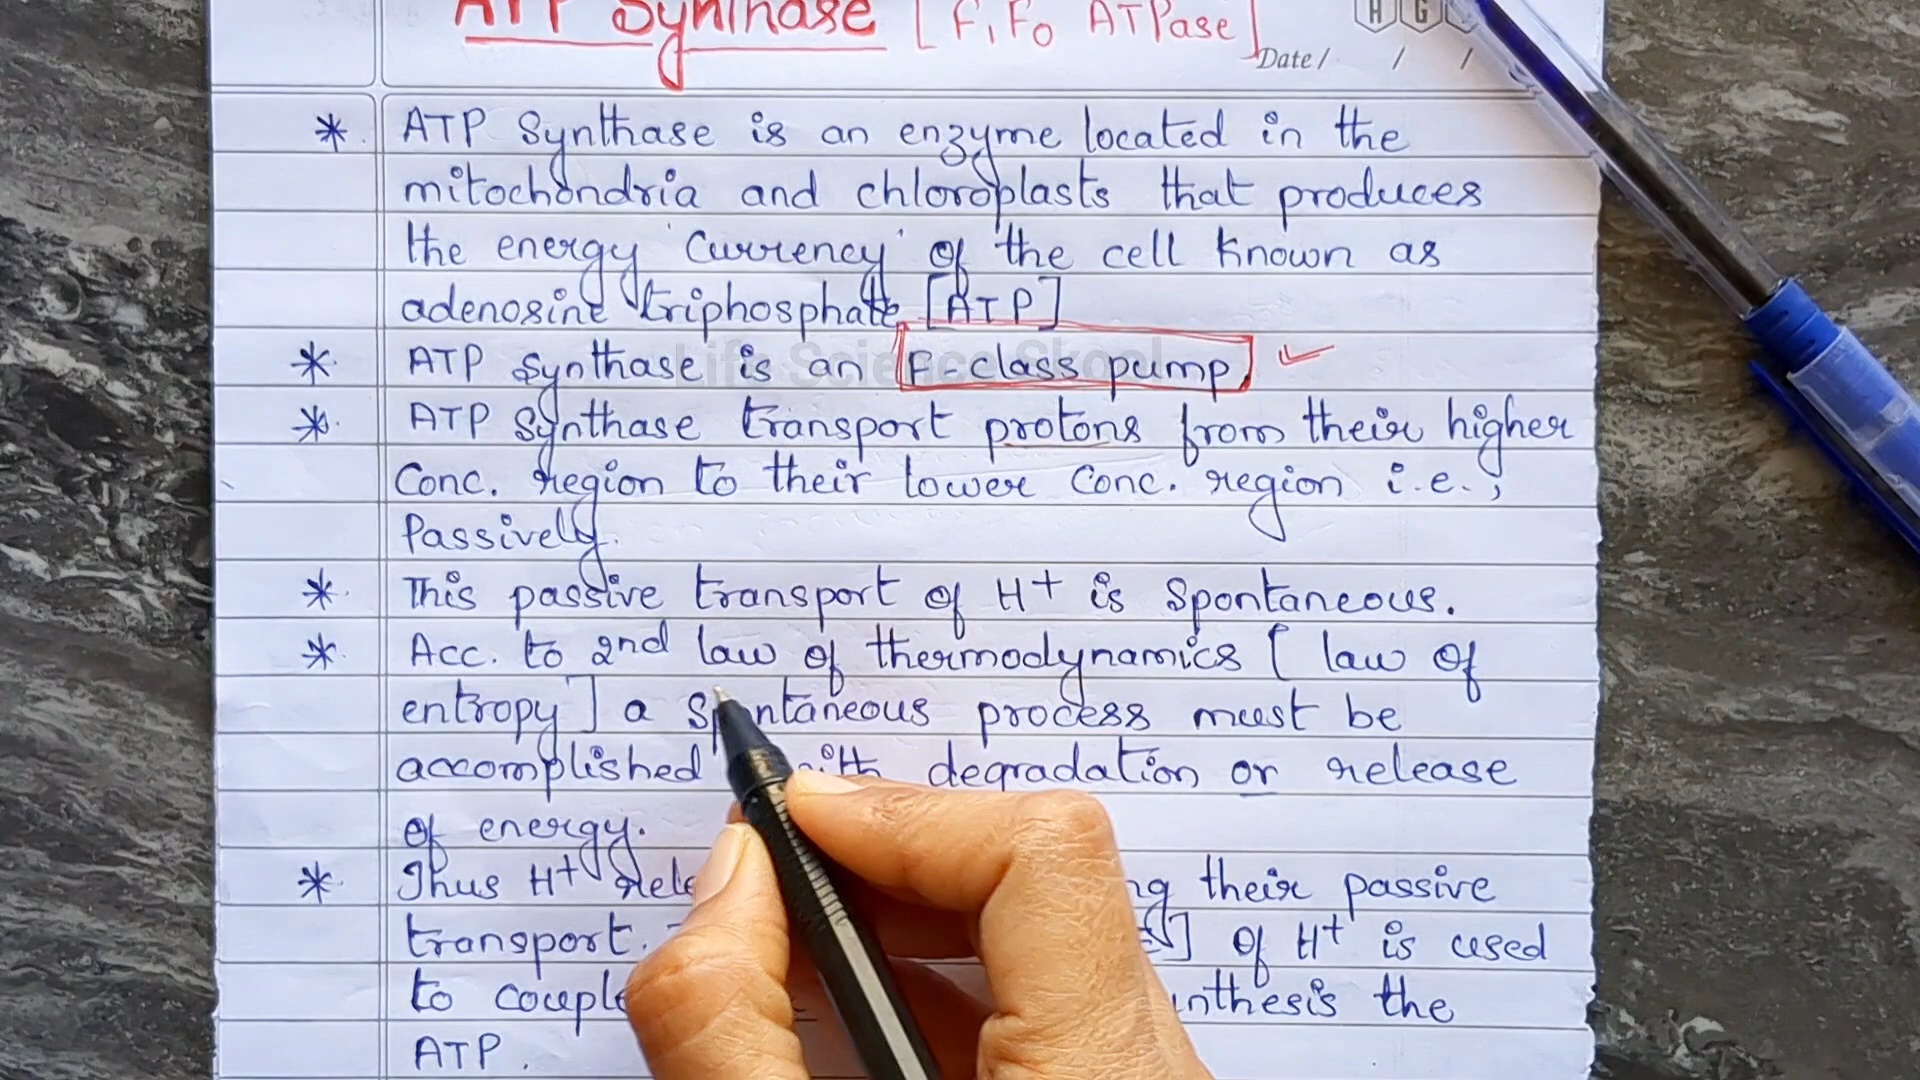 ATP Synthase [F1F0 ATPase]
Date / / /
* ATP Synthase is an enzyme located in the
mitochondria and chloroplasts that produces
the energy 'Currency' of the cell known as
adenosine triphosphate [ATP]
* ATP Synthase is an F-class pump
Life Science Skool
* ATP Synthase transport protons from their higher
Conc. region to their lower Conc. region i.e.,
Passively.
* This passive transport of H+ is Spontaneous.
* Acc. to 2nd law of thermodynamics [ law of
entropy ] a Spontaneous process must be
accomplished with degradation or release
of energy.
* Thus H+ their passive
transport. of H+ is used
to the
ATP.